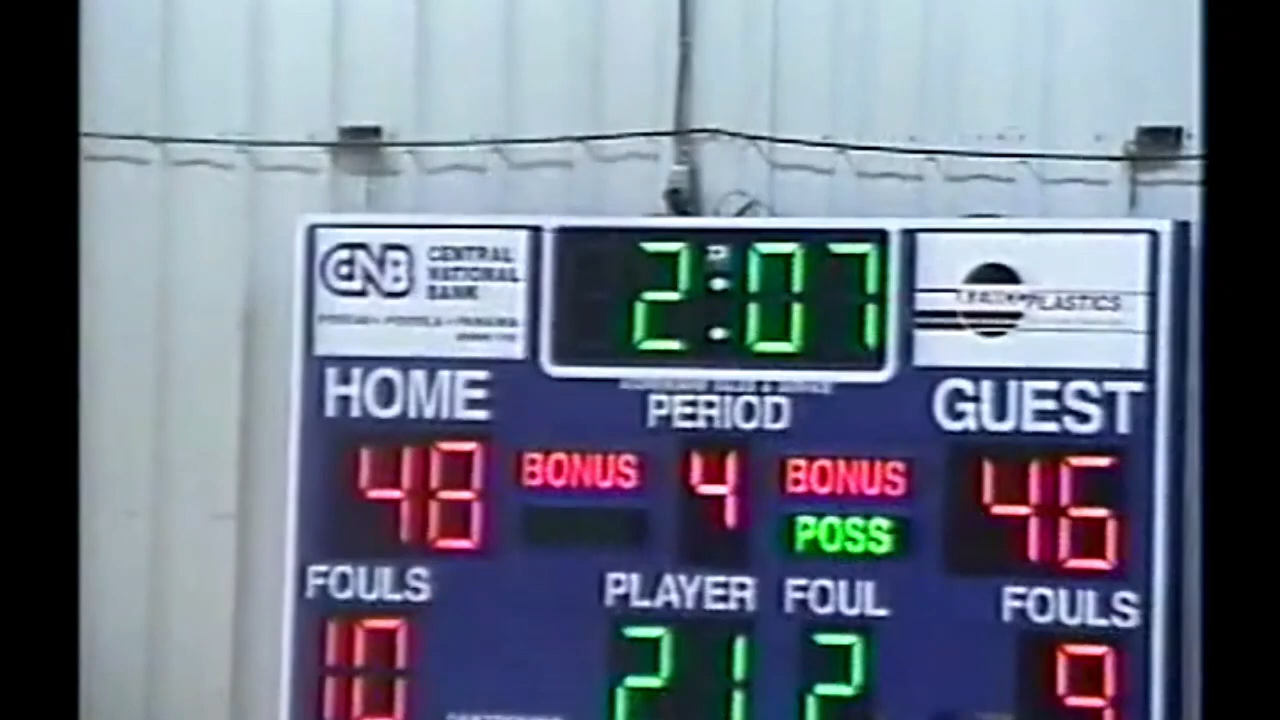 CNB CENTRAL
NATIONAL
BANK
2:07
PLASTICS
HOME
PERIOD
GUEST
48
BONUS
4
BONUS
46
POSS
FOULS
PLAYER
FOUL
FOULS
10
21
2
9